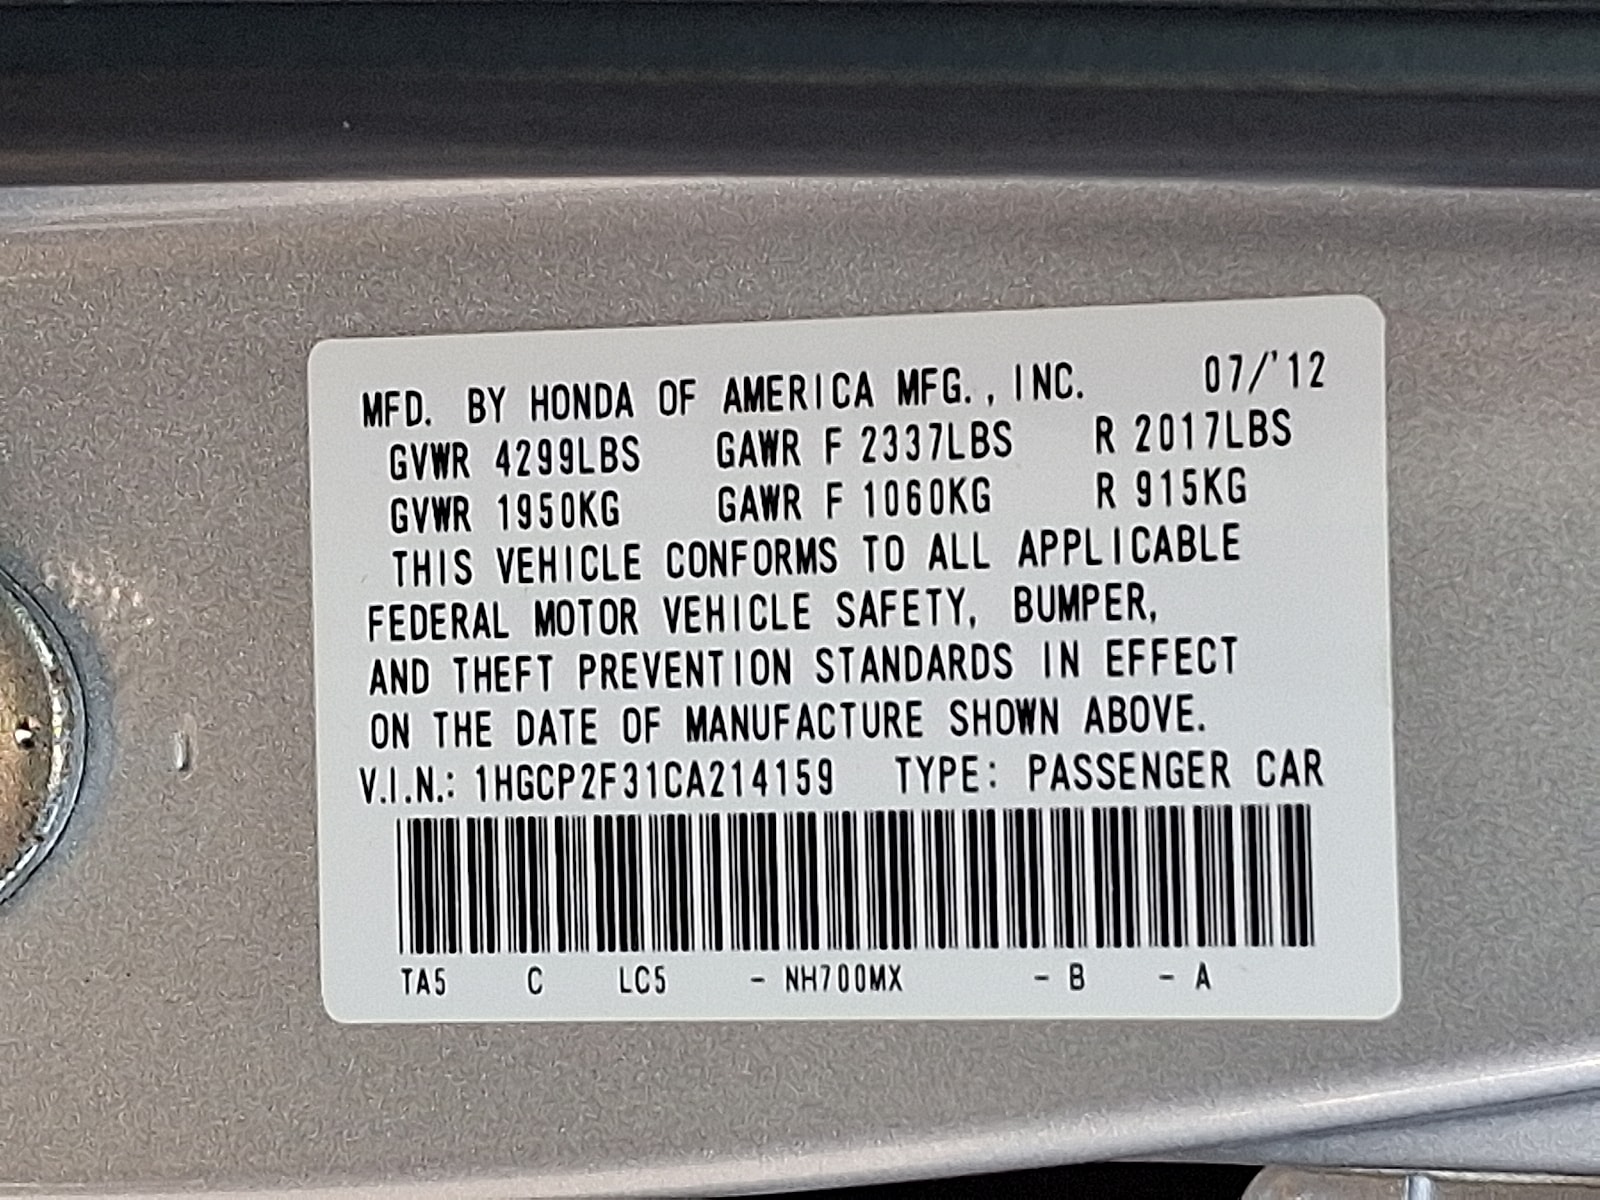 MFD. BY HONDA OF AMERICA MFG., INC. 07/'12
GVWR 4299LBS GAWR F 2337LBS R 2017LBS
GVWR 1950KG GAWR F 1060KG R 915KG
THIS VEHICLE CONFORMS TO ALL APPLICABLE
FEDERAL MOTOR VEHICLE SAFETY, BUMPER,
AND THEFT PREVENTION STANDARDS IN EFFECT
ON THE DATE OF MANUFACTURE SHOWN ABOVE.
V.I.N.: 1HGCP2F31CA214159 TYPE: PASSENGER CAR
TA5 C LC5 - NH700MX - B - A